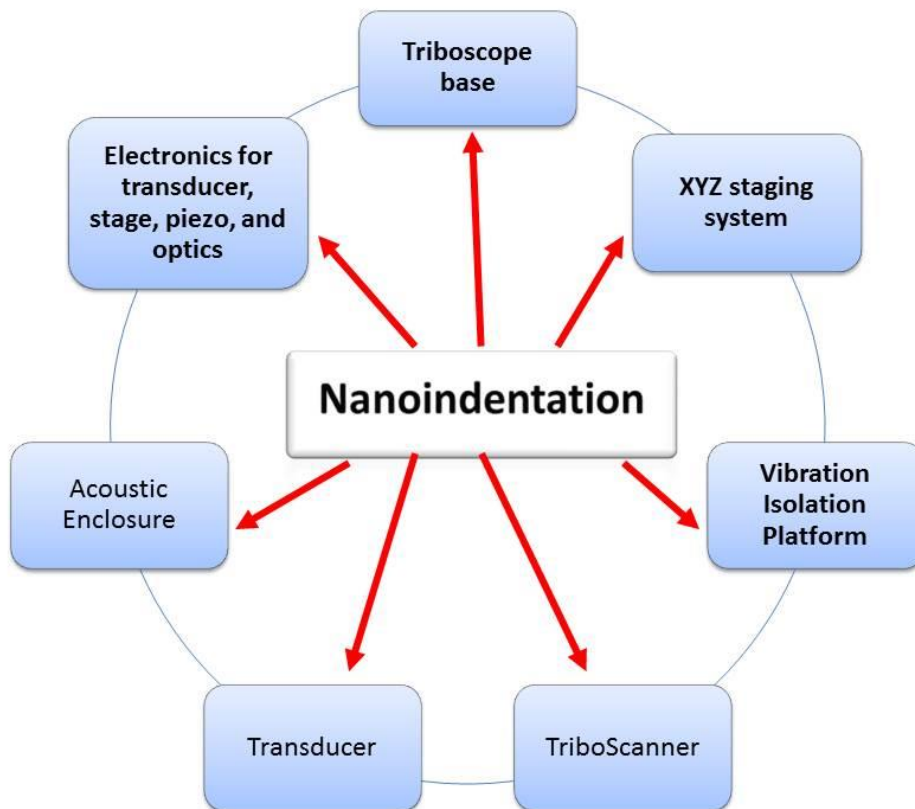 Triboscope
base
Electronics for
transducer,
stage, piezo, and
optics
XYZ staging
system
Nanoindentation
Acoustic
Enclosure
Vibration
Isolation
Platform
Transducer
TriboScanner